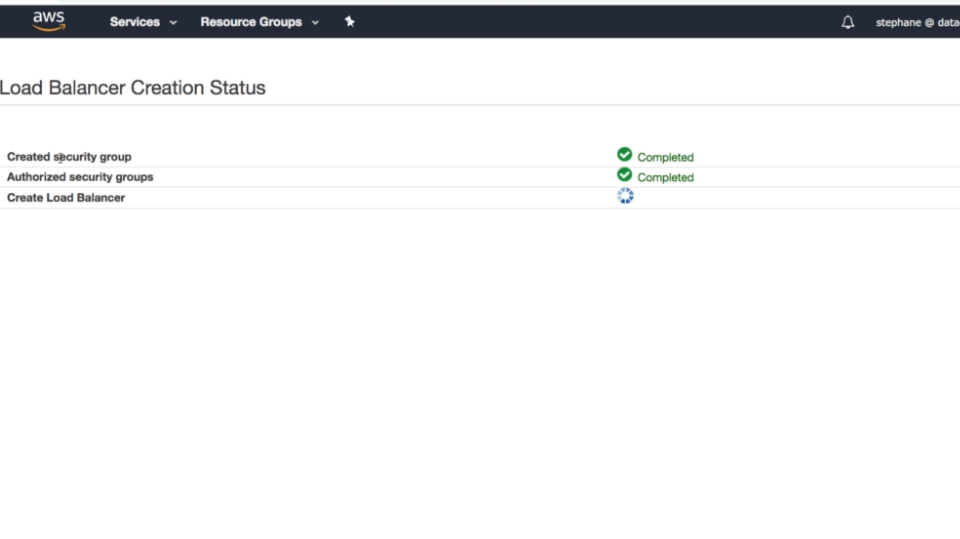 aws Services Resource Groups stephane @ data
Load Balancer Creation Status
Created security group Completed
Authorized security groups Completed
Create Load Balancer